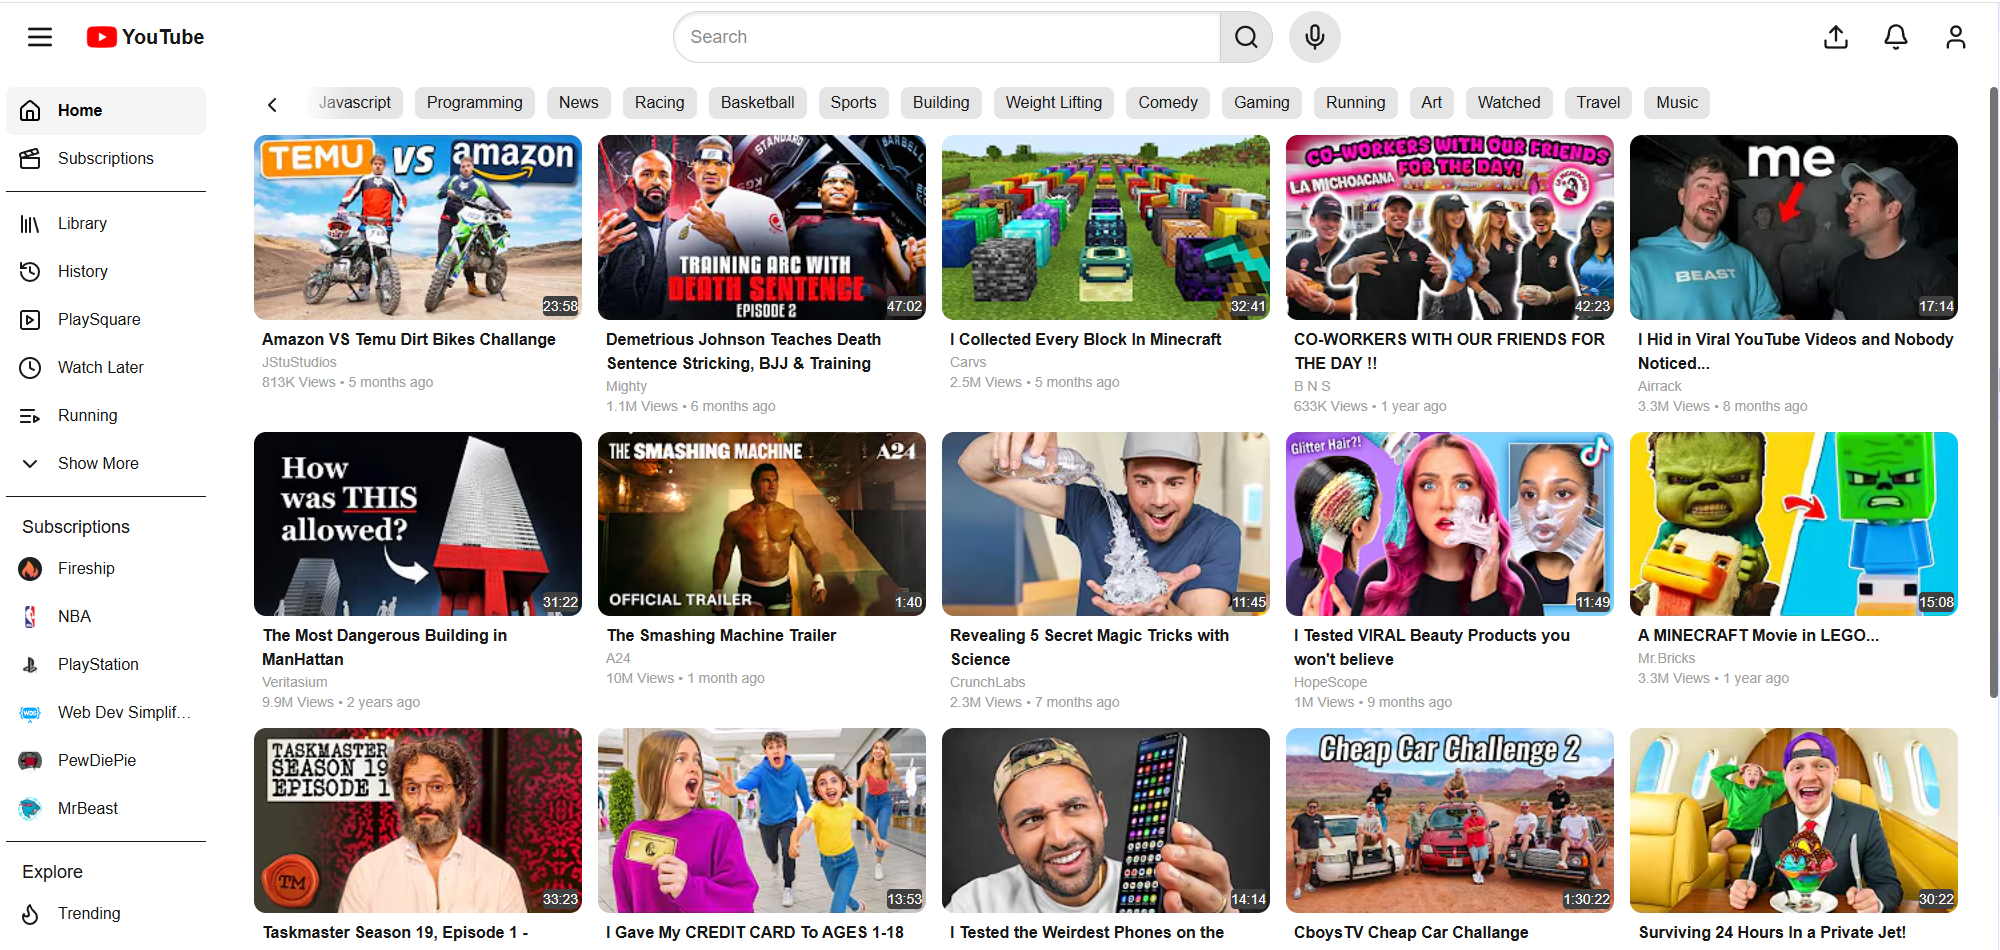 YouTube
Search
Home
Subscriptions
Library
History
PlaySquare
Watch Later
Running
Show More
Subscriptions
Fireship
NBA
PlayStation
Web Dev Simplif...
PewDiePie
MrBeast
Explore
Trending
Javascript
Programming
News
Racing
Basketball
Sports
Building
Weight Lifting
Comedy
Gaming
Running
Art
Watched
Travel
Music
TEMU VS amazon
23:58
Amazon VS Temu Dirt Bikes Challange
JStuStudios
813K Views • 5 months ago
STANDARD
BARBELL
KGS
TRAINING ARC WITH
DEATH SENTENCE
EPISODE 2
47:02
Demetrious Johnson Teaches Death
Sentence Stricking, BJJ & Training
Mighty
1.1M Views • 6 months ago
32:41
I Collected Every Block In Minecraft
Carvs
2.5M Views • 5 months ago
CO-WORKERS WITH OUR FRIENDS
FOR THE DAY!
LA MICHOACANA
42:23
CO-WORKERS WITH OUR FRIENDS FOR
THE DAY !!
B N S
633K Views • 1 year ago
me
BEAST
17:14
I Hid in Viral YouTube Videos and Nobody
Noticed...
Airrack
3.3M Views • 8 months ago
How
was THIS
allowed?
31:22
The Most Dangerous Building in
ManHattan
Veritasium
9.9M Views • 2 years ago
THE SMASHING MACHINE
A24
OFFICIAL TRAILER
1:40
The Smashing Machine Trailer
A24
10M Views • 1 month ago
11:45
Revealing 5 Secret Magic Tricks with
Science
CrunchLabs
2.3M Views • 7 months ago
Glitter Hair?!
11:49
I Tested VIRAL Beauty Products you
won't believe
HopeScope
1M Views • 9 months ago
15:08
A MINECRAFT Movie in LEGO...
Mr.Bricks
3.3M Views • 1 year ago
TASKMASTER
SEASON 19
EPISODE 1
TM
33:23
Taskmaster Season 19, Episode 1 -
13:53
I Gave My CREDIT CARD To AGES 1-18
14:14
I Tested the Weirdest Phones on the
Cheap Car Challenge 2
1:30:22
CboysTV Cheap Car Challange
30:22
Surviving 24 Hours In a Private Jet!